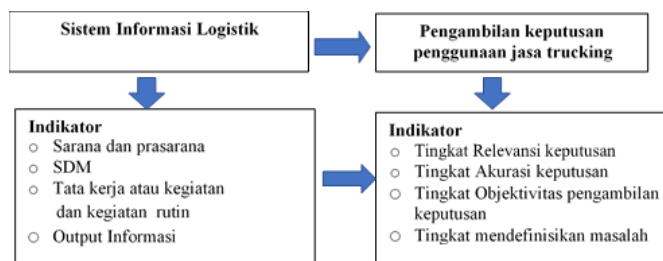 Sistem Informasi Logistik
Pengambilan keputusan
penggunaan jasa trucking
Indikator
○ Sarana dan prasarana
○ SDM
○ Tata kerja atau kegiatan
dan kegiatan rutin
○ Output Informasi
Indikator
○ Tingkat Relevansi keputusan
○ Tingkat Akurasi keputusan
○ Tingkat Objektivitas pengambilan
keputusan
○ Tingkat mendefinisikan masalah